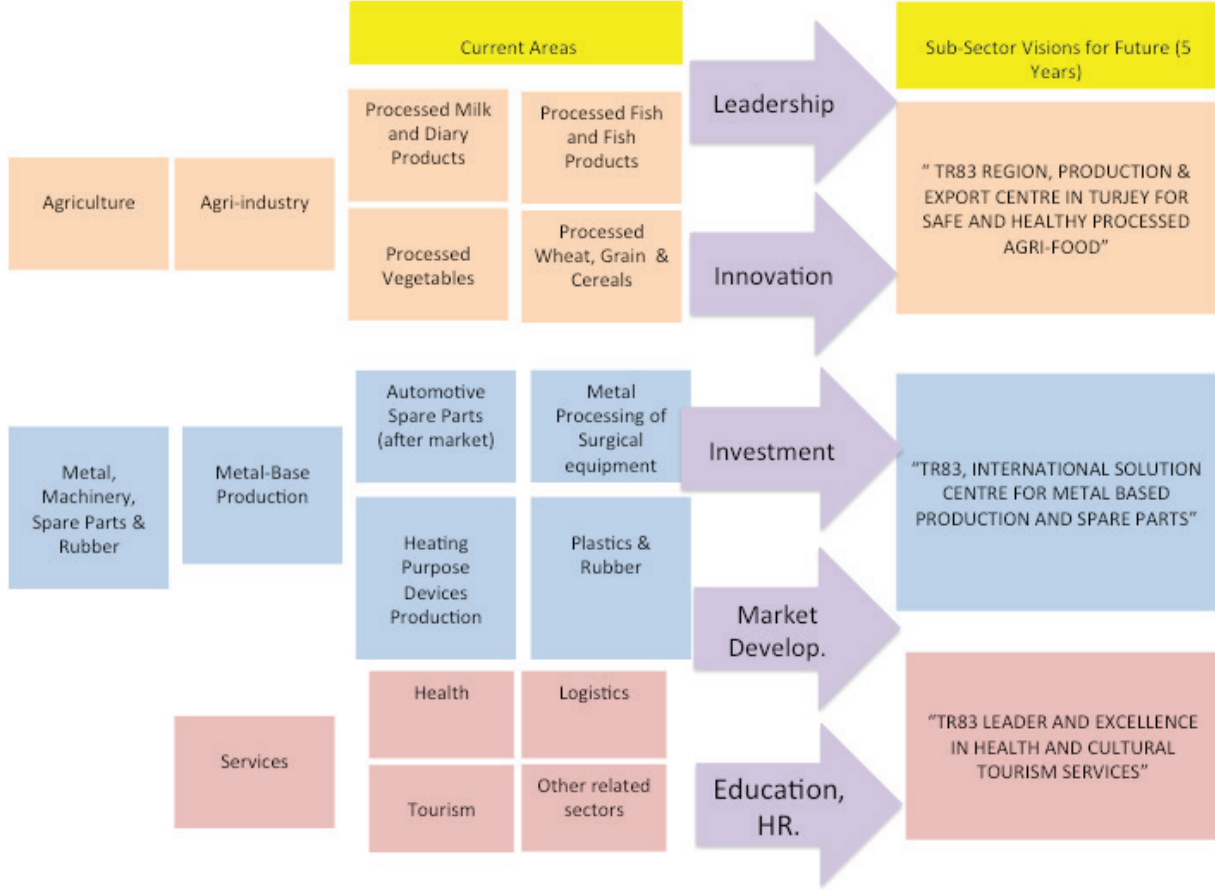 Current Areas
Sub-Sector Visions for Future (5
Years)
Leadership
Processed Milk
and Diary
Products
Processed Fish
and Fish
Products
Agriculture
Agri-industry
Processed
Vegetables
Processed
Wheat, Grain &
Cereals
Innovation
“ TR83 REGION, PRODUCTION &
EXPORT CENTRE IN TURJEY FOR
SAFE AND HEALTHY PROCESSED
AGRI-FOOD”
Metal,
Machinery,
Spare Parts &
Rubber
Metal-Base
Production
Automotive
Spare Parts
(after market)
Metal
Processing of
Surgical
equipment
Investment
“TR83, INTERNATIONAL SOLUTION
CENTRE FOR METAL BASED
PRODUCTION AND SPARE PARTS”
Heating
Purpose
Devices
Production
Plastics &
Rubber
Market
Develop.
Services
Health
Logistics
Tourism
Other related
sectors
Education,
HR.
“TR83 LEADER AND EXCELLENCE
IN HEALTH AND CULTURAL
TOURISM SERVICES”